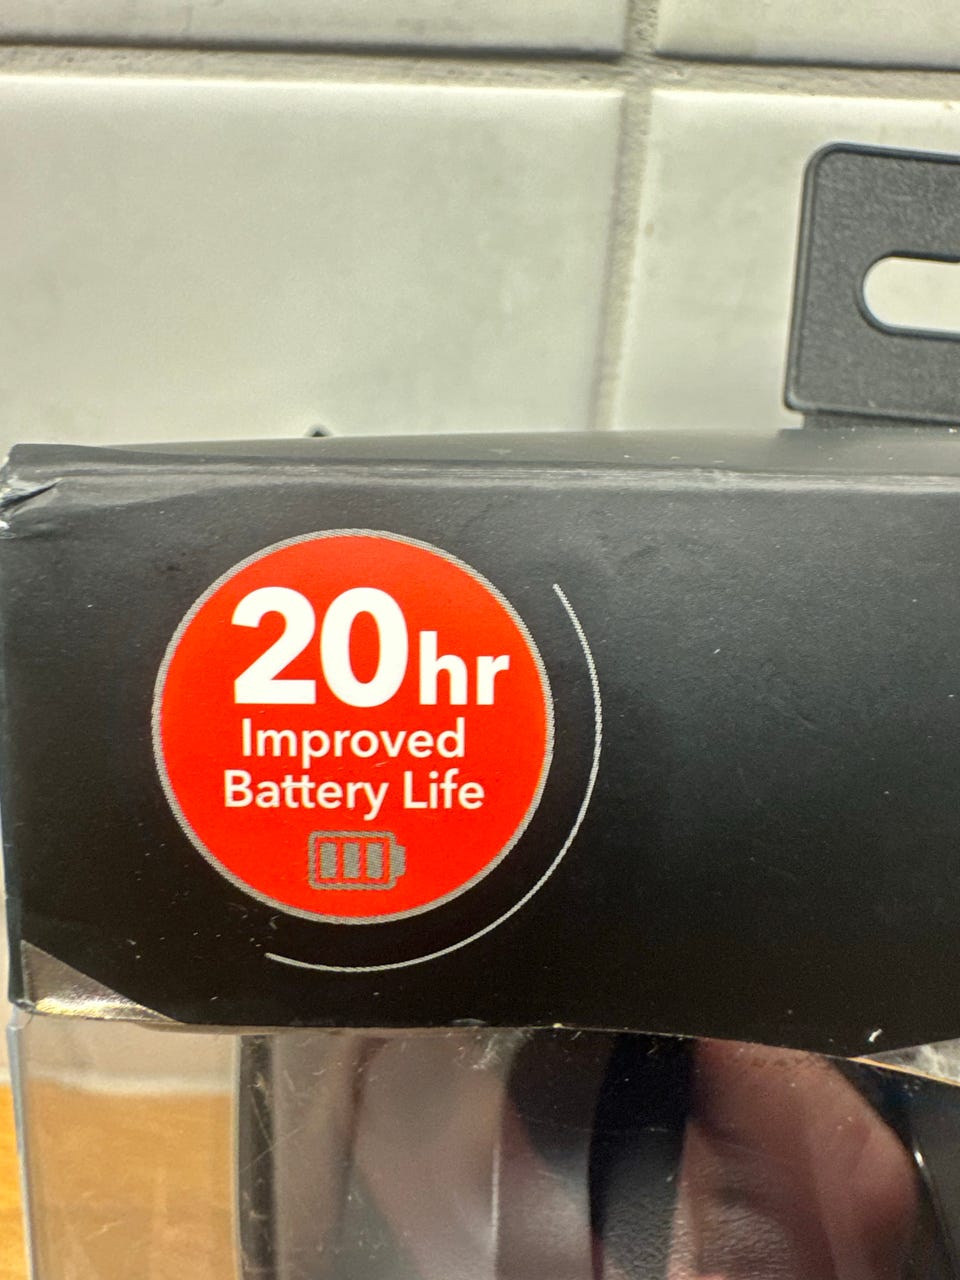 20hr
Improved
Battery Life